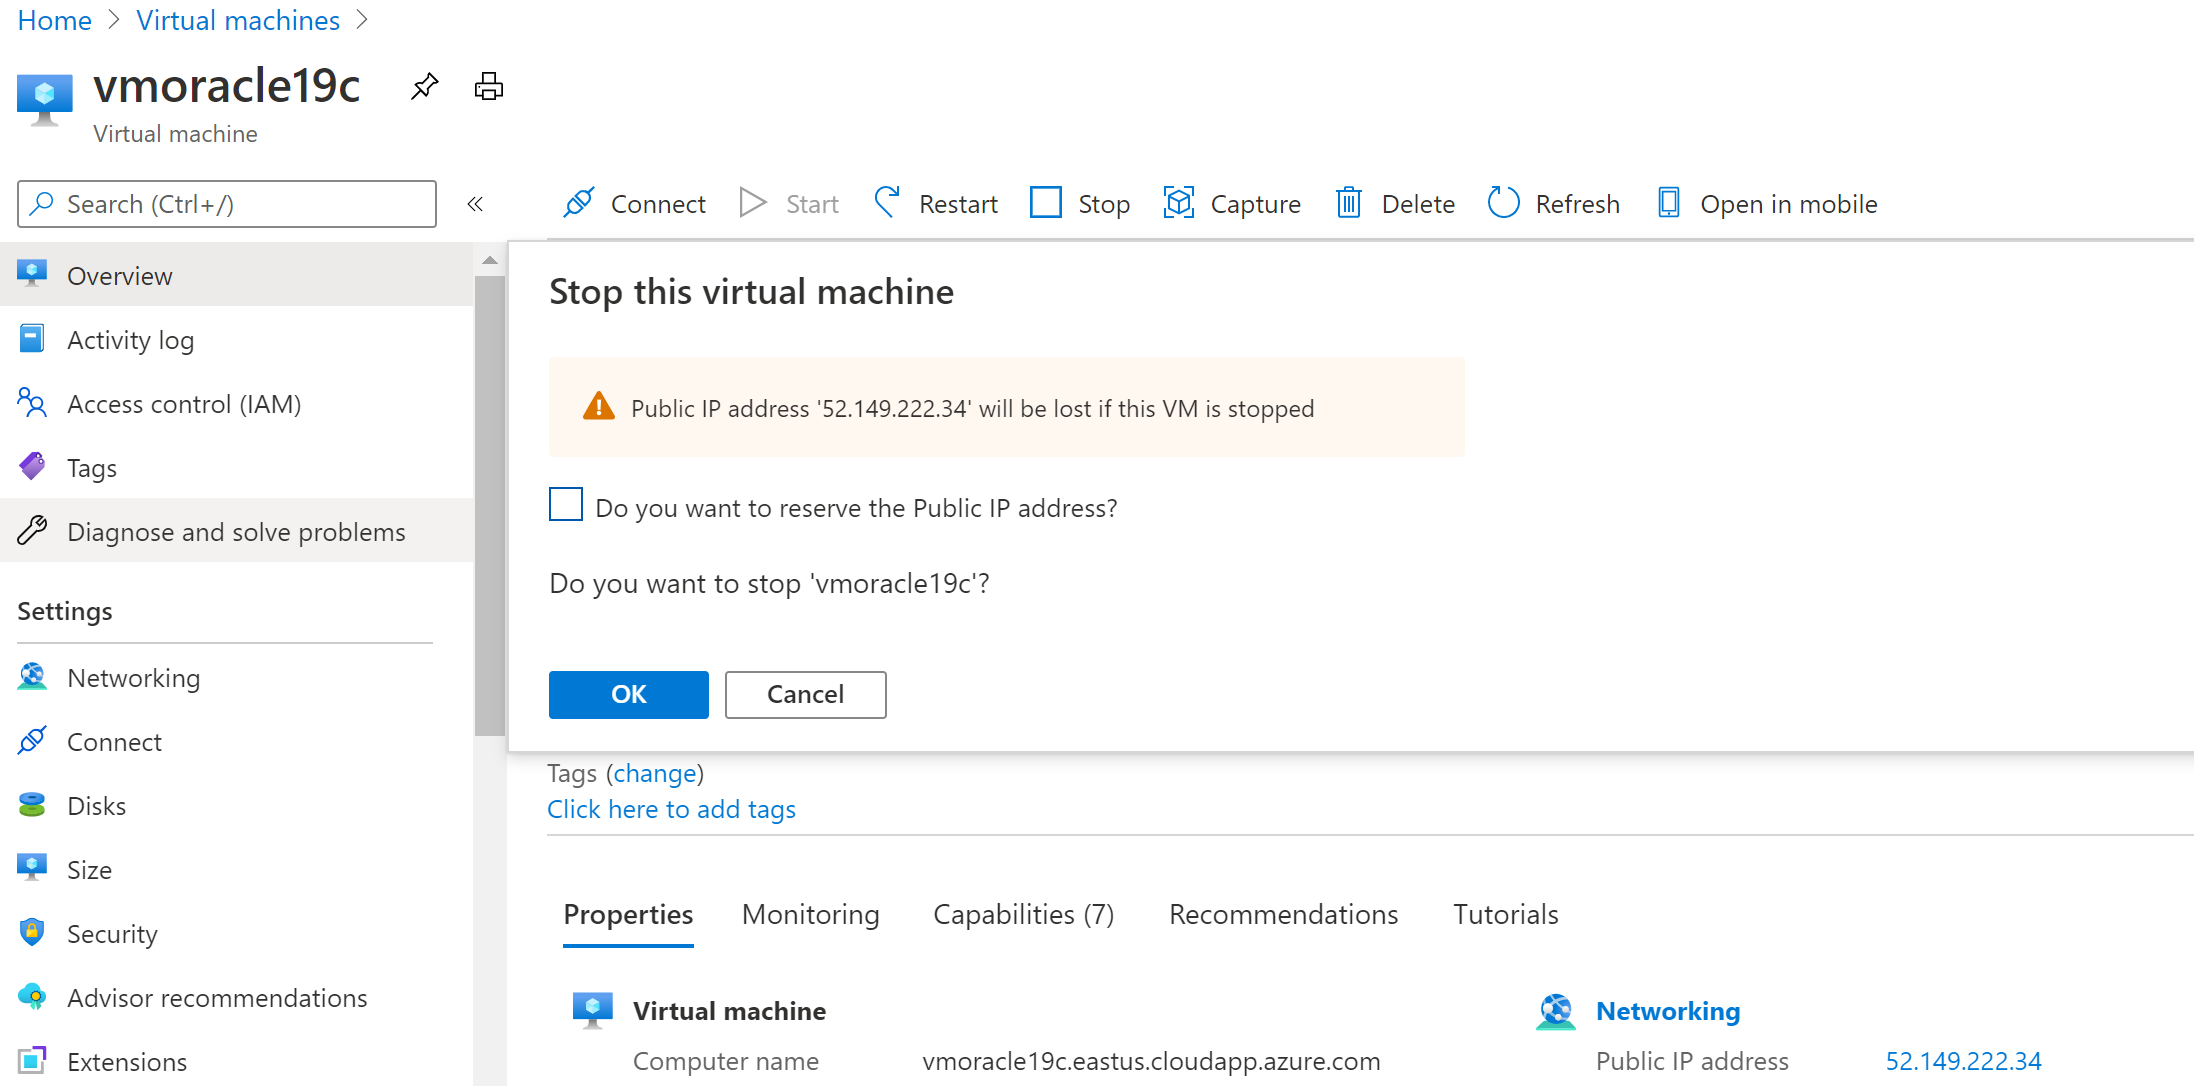 Home > Virtual machines >
vmoracle19c
Virtual machine
Search (Ctrl+/)
«
Connect Start Restart Stop Capture Delete Refresh Open in mobile
Overview
Activity log
Access control (IAM)
Tags
Diagnose and solve problems
Settings
Networking
Connect
Disks
Size
Security
Advisor recommendations
Extensions
Stop this virtual machine
Public IP address '52.149.222.34' will be lost if this VM is stopped
Do you want to reserve the Public IP address?
Do you want to stop 'vmoracle19c'?
OK Cancel
Tags (change)
Click here to add tags
Properties Monitoring Capabilities (7) Recommendations Tutorials
Virtual machine
Computer name vmoracle19c.eastus.cloudapp.azure.com
Networking
Public IP address 52.149.222.34